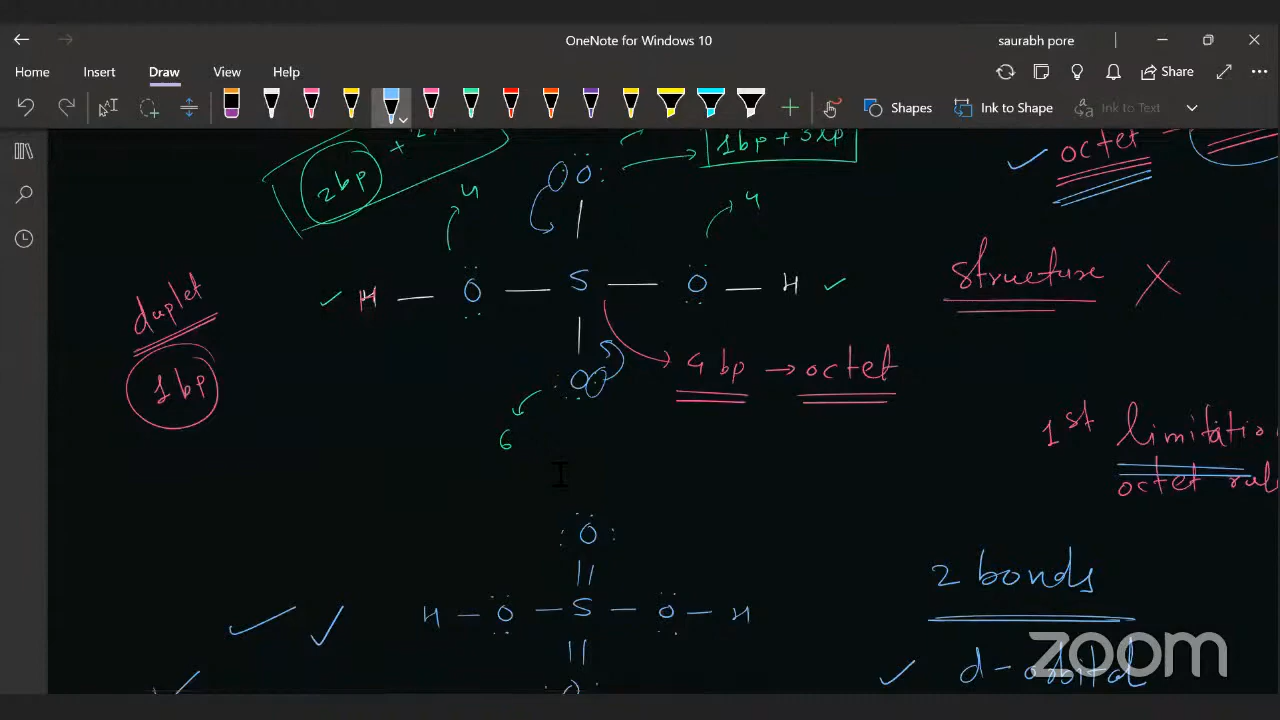 OneNote for Windows 10
saurabh pore
Home Insert Draw View Help
Share
Shapes
Ink to Shape
Ink to Text
2bp +
1bp + 3lp
octet
O
4
4
H — O — S — O — H
duplet
1bp
structure X
4 bp → octet
O
6
1st limitatio
octet rul
O
2 bonds
H — O — S — O — H
d-orbital
zoom